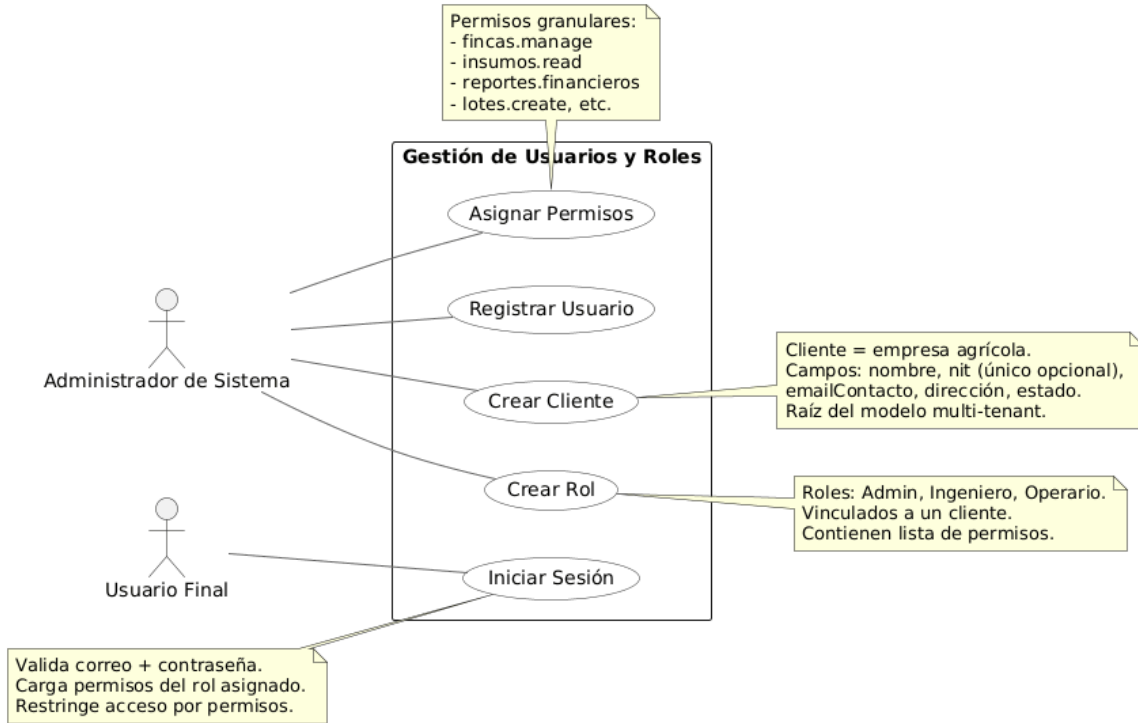 Permisos granulares:
- fincas.manage
- insumos.read
- reportes.financieros
- lotes.create, etc.
Gestión de Usuarios y Roles
Asignar Permisos
Registrar Usuario
Administrador de Sistema
Crear Cliente
Cliente = empresa agrícola.
Campos: nombre, nit (único opcional),
emailContacto, dirección, estado.
Raíz del modelo multi-tenant.
Crear Rol
Roles: Admin, Ingeniero, Operario.
Vinculados a un cliente.
Contienen lista de permisos.
Usuario Final
Iniciar Sesión
Valida correo + contraseña.
Carga permisos del rol asignado.
Restringe acceso por permisos.